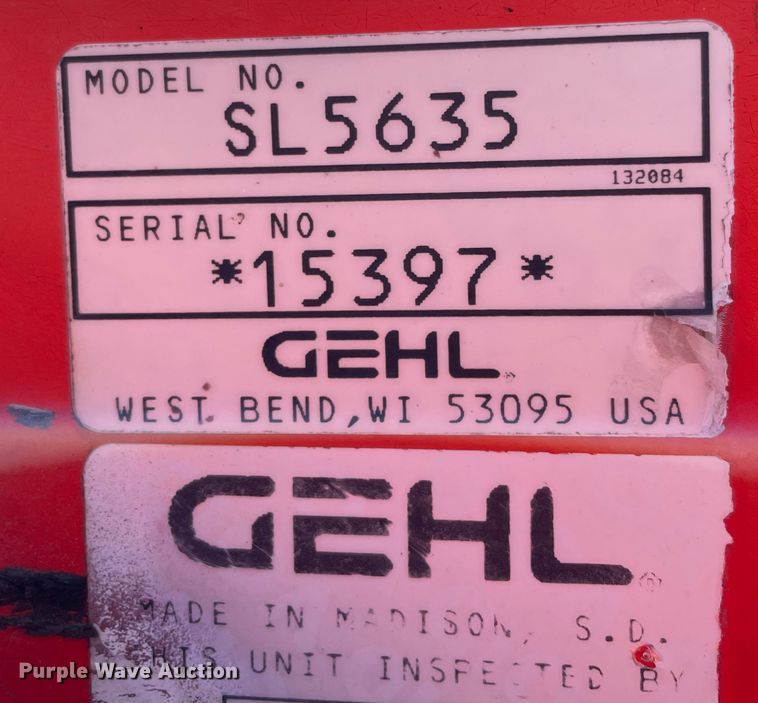 MODEL NO.
SL5635
132084
SERIAL NO.
*15397*
GEHL®
WEST BEND, WI 53095 USA
GEHL®
MADE IN MADISON, S.D.
THIS UNIT INSPECTED BY
Purple Wave Auction